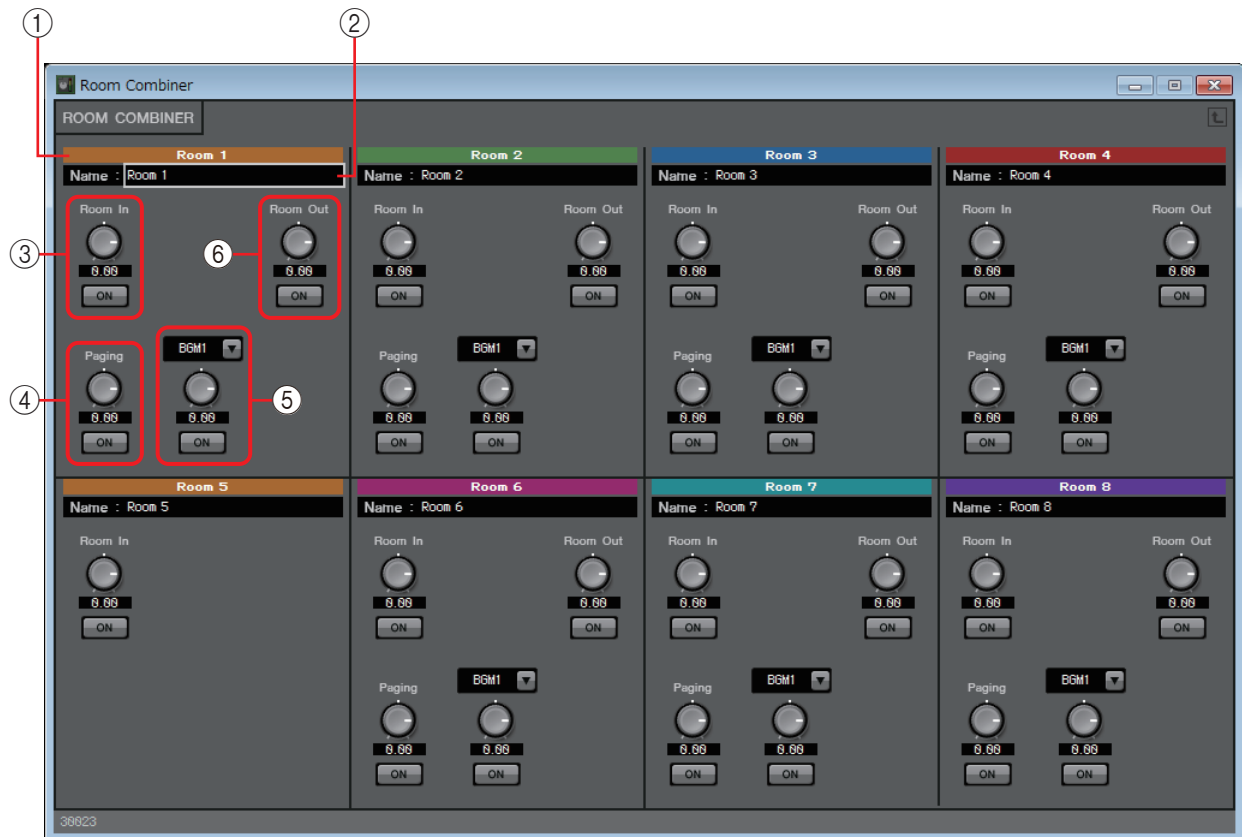 ① ②
Room Combiner
ROOM COMBINER
Room 1 Room 2 Room 3 Room 4
Name : Room 1 Name : Room 2 Name : Room 3 Name : Room 4
Room In Room Out Room In Room Out Room In Room Out Room In Room Out
③ ⑥
0.00 0.00 0.00 0.00 0.00 0.00 0.00 0.00
ON ON ON ON ON ON ON ON
Paging BGM1 Paging BGM1 Paging BGM1 Paging BGM1
④ ⑤
0.00 0.00 0.00 0.00 0.00 0.00 0.00 0.00
ON ON ON ON ON ON ON ON
Room 5 Room 6 Room 7 Room 8
Name : Room 5 Name : Room 6 Name : Room 7 Name : Room 8
Room In Room In Room Out Room In Room Out Room In Room Out
0.00 0.00 0.00 0.00 0.00 0.00 0.00
ON ON ON ON ON ON ON
Paging BGM1 Paging BGM1 Paging BGM1
0.00 0.00 0.00 0.00 0.00 0.00
ON ON ON ON ON ON
30023